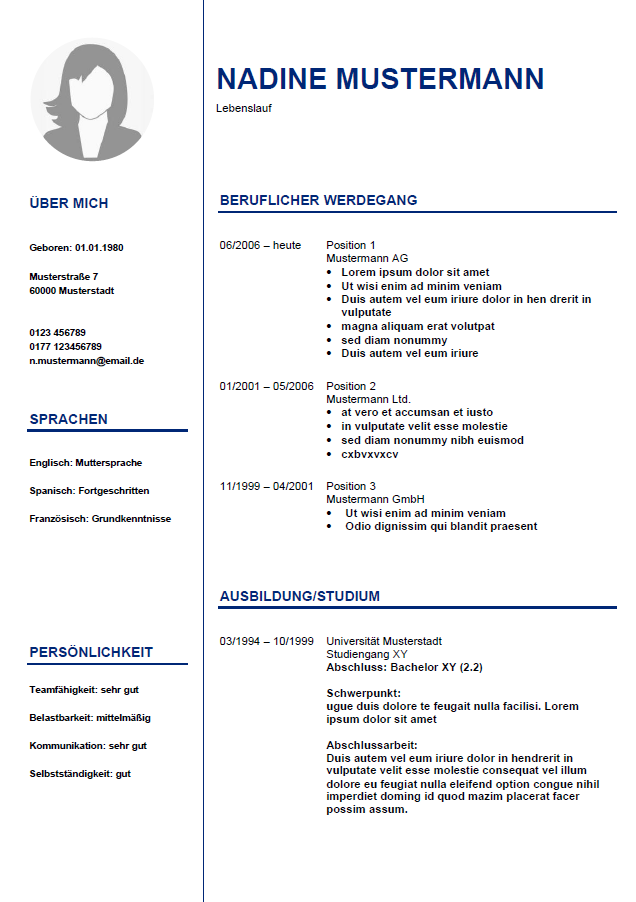 NADINE MUSTERMANN
Lebenslauf
ÜBER MICH
Geboren: 01.01.1980
Musterstraße 7
60000 Musterstadt
0123 456789
0177 123456789
n.mustermann@email.de
SPRACHEN
Englisch: Muttersprache
Spanisch: Fortgeschritten
Französisch: Grundkenntnisse
PERSÖNLICHKEIT
Teamfähigkeit: sehr gut
Belastbarkeit: mittelmäßig
Kommunikation: sehr gut
Selbstständigkeit: gut
BERUFLICHER WERDEGANG
06/2006 – heute Position 1
Mustermann AG
• Lorem ipsum dolor sit amet
• Ut wisi enim ad minim veniam
• Duis autem vel eum iriure dolor in hen drerit in
vulputate
• magna aliquam erat volutpat
• sed diam nonummy
• Duis autem vel eum iriure
01/2001 – 05/2006 Position 2
Mustermann Ltd.
• at vero et accumsan et iusto
• in vulputate velit esse molestie
• sed diam nonummy nibh euismod
• cxbvxvxcv
11/1999 – 04/2001 Position 3
Mustermann GmbH
• Ut wisi enim ad minim veniam
• Odio dignissim qui blandit praesent
AUSBILDUNG/STUDIUM
03/1994 – 10/1999 Universität Musterstadt
Studiengang XY
Abschluss: Bachelor XY (2.2)
Schwerpunkt:
ugue duis dolore te feugait nulla facilisi. Lorem
ipsum dolor sit amet
Abschlussarbeit:
Duis autem vel eum iriure dolor in hendrerit in
vulputate velit esse molestie consequat vel illum
dolore eu feugiat nulla eleifend option congue nihil
imperdiet doming id quod mazim placerat facer
possim assum.